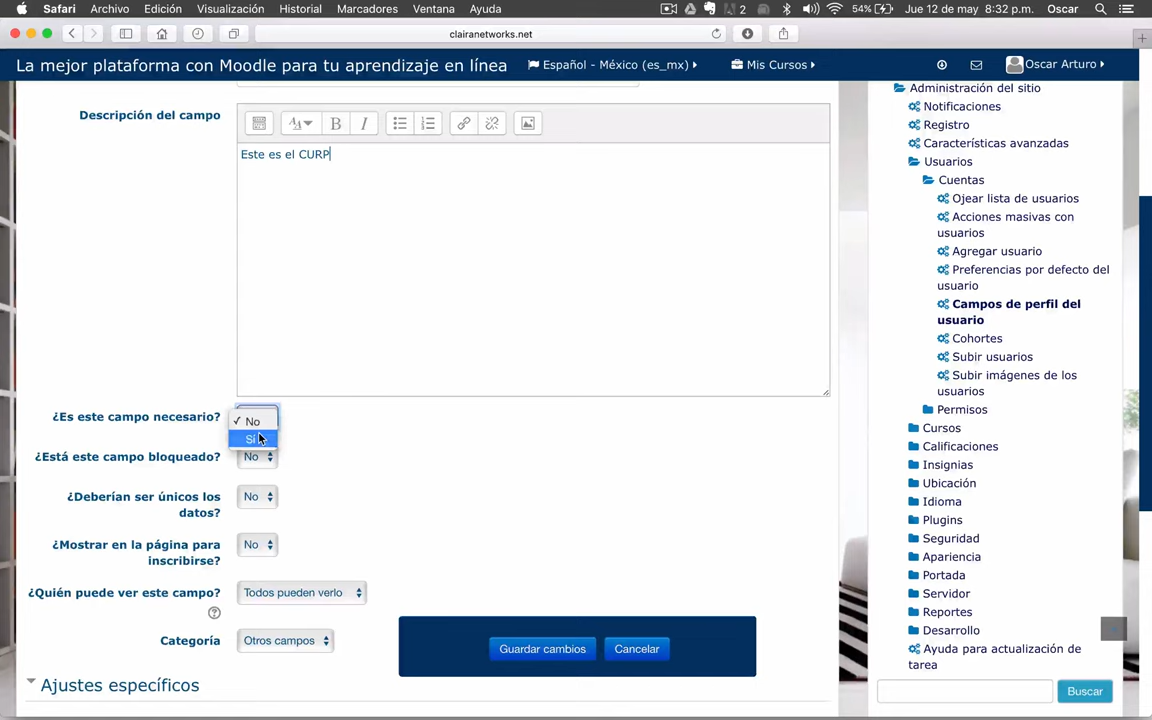 Safari Archivo Edición Visualización Historial Marcadores Ventana Ayuda 2 54% Jue 12 de may 8:32 p.m. Oscar
clairanetworks.net
La mejor plataforma con Moodle para tu aprendizaje en línea Español - México (es_mx) Mis Cursos Oscar Arturo
Descripción del campo
Este es el CURP
¿Es este campo necesario?
✓ No
Sí
¿Está este campo bloqueado? No
¿Deberían ser únicos los
datos?
No
¿Mostrar en la página para
inscribirse?
No
¿Quién puede ver este campo? Todos pueden verlo
Categoría Otros campos
Guardar cambios Cancelar
Ajustes específicos
Administración del sitio
Notificaciones
Registro
Características avanzadas
Usuarios
Cuentas
Ojear lista de usuarios
Acciones masivas con
usuarios
Agregar usuario
Preferencias por defecto del
usuario
Campos de perfil del
usuario
Cohortes
Subir usuarios
Subir imágenes de los
usuarios
Permisos
Cursos
Calificaciones
Insignias
Ubicación
Idioma
Plugins
Seguridad
Apariencia
Portada
Servidor
Reportes
Desarrollo
Ayuda para actualización de
tarea
Buscar